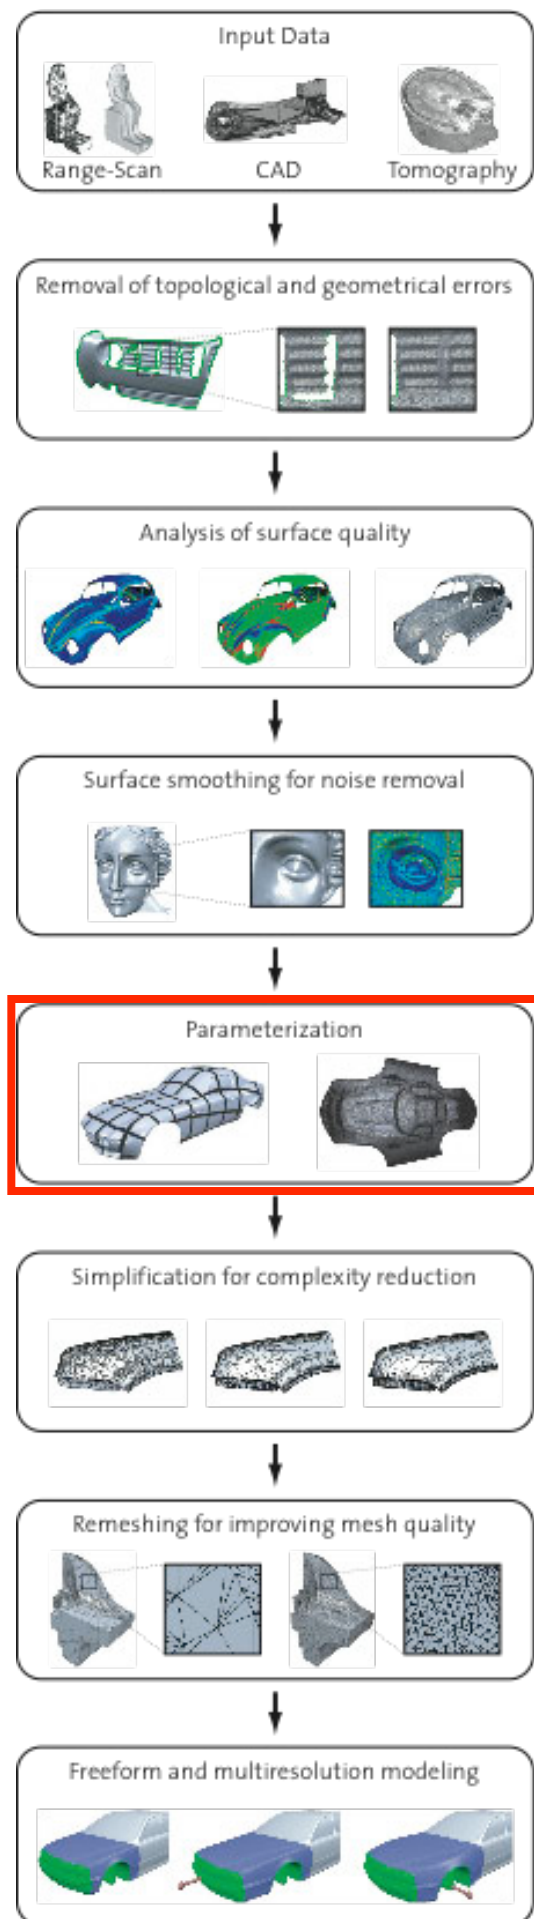 Input Data
Range-Scan CAD Tomography
Removal of topological and geometrical errors
Analysis of surface quality
Surface smoothing for noise removal
Parameterization
Simplification for complexity reduction
Remeshing for improving mesh quality
Freeform and multiresolution modeling